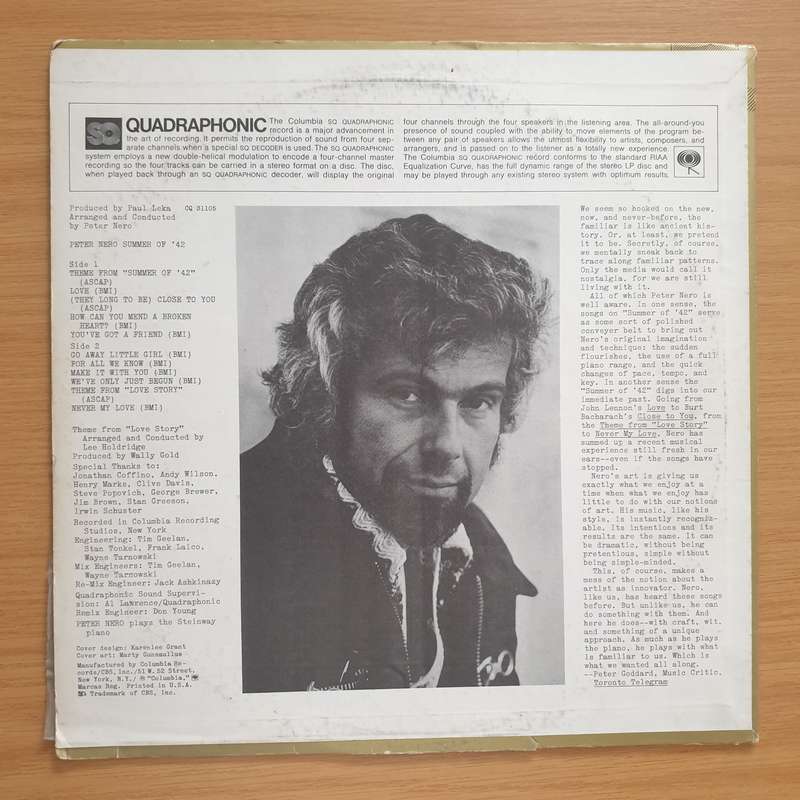 SQ QUADRAPHONIC The Columbia SQ QUADRAPHONIC
record is a major advancement in
the art of recording. It permits the reproduction of sound from four sep-
arate channels when a special SQ DECODER is used. The SQ QUADRAPHONIC
system employs a new double-helical modulation to encode a four-channel master
recording so the four tracks can be carried in a stereo format on a disc. The disc,
when played back through an SQ QUADRAPHONIC decoder, will display the original
four channels through the four speakers in the listening area. The all-around-you
presence of sound coupled with the ability to move elements of the program be-
tween any pair of speakers allows the utmost flexibility to artists, composers, and
arrangers, and is passed on to the listener as a totally new experience.
The Columbia SQ QUADRAPHONIC record conforms to the standard RIAA
Equalization Curve, has the full dynamic range of the stereo LP disc and
may be played through any existing stereo system with optimum results.
Produced by Paul Leka CQ 31105
Arranged and Conducted
by Peter Nero
PETER NERO SUMMER OF '42
Side 1
THEME FROM "SUMMER OF '42"
(ASCAP)
LOVE (BMI)
(THEY LONG TO BE) CLOSE TO YOU
(ASCAP)
HOW CAN YOU MEND A BROKEN
HEART? (BMI)
YOU'VE GOT A FRIEND (BMI)
Side 2
GO AWAY LITTLE GIRL (BMI)
FOR ALL WE KNOW (BMI)
MAKE IT WITH YOU (BMI)
WE'VE ONLY JUST BEGUN (BMI)
THEME FROM "LOVE STORY"
(ASCAP)
NEVER MY LOVE (BMI)
Theme from "Love Story"
Arranged and Conducted by
Lee Holdridge
Produced by Wally Gold
Special Thanks to:
Jonathan Coffino, Andy Wilson,
Henry Marks, Clive Davis,
Steve Popovich, George Brewer,
Jim Brown, Stan Greeson,
Irwin Schuster
Recorded in Columbia Recording
Studios, New York
Engineering: Tim Geelan,
Stan Tonkel, Frank Laico,
Wayne Tarnowski
Mix Engineers: Tim Geelan,
Wayne Tarnowski
Re-Mix Engineer: Jack Ashkinazy
Quadraphonic Sound Supervi-
sion: Al Lawrence/Quadraphonic
Remix Engineer: Don Young
PETER NERO plays the Steinway
piano
Cover design: Karenlee Grant
Cover art: Marty Gunsaullus
Manufactured by Columbia Re-
cords/CBS, Inc./51 W. 52 Street,
New York, N.Y./ ® "Columbia,"
Marcas Reg. Printed in U.S.A.
SQ Trademark of CBS, Inc.
We seem so hooked on the new,
now, and never-before, the
familiar is like ancient his-
tory. Or, at least, we pretend
it to be. Secretly, of course,
we mentally sneak back to
trace along familiar patterns.
Only the media would call it
nostalgia, for we are still
living with it.
All of which Peter Nero is
well aware. In one sense, the
songs on "Summer of '42" serve
as some sort of polished
conveyer belt to bring out
Nero's original imagination
and technique: the sudden
flourishes, the use of a full
piano range, and the quick
changes of pace, tempo, and
key. In another sense the
"Summer of '42" digs into our
immediate past. Going from
John Lennon's Love to Burt
Bacharach's Close to You, from
the Theme from "Love Story"
to Never My Love, Nero has
summed up a recent musical
experience still fresh in our
ears--even if the songs have
stopped.
Nero's art is giving us
exactly what we enjoy at a
time when what we enjoy has
little to do with our notions
of art. His music, like his
style, is instantly recogniz-
able. Its intentions and its
results are the same. It can
be dramatic, without being
pretentious, simple without
being simple-minded.
This, of course, makes a
mess of the notion about the
artist as innovator. Nero,
like us, has heard these songs
before. But unlike us, he can
do something with them. And
here he does--with craft, wit,
and something of a unique
approach. As much as he plays
the piano, he plays with what
is familiar to us. Which is
what we wanted all along.
--Peter Goddard, Music Critic,
Toronto Telegram